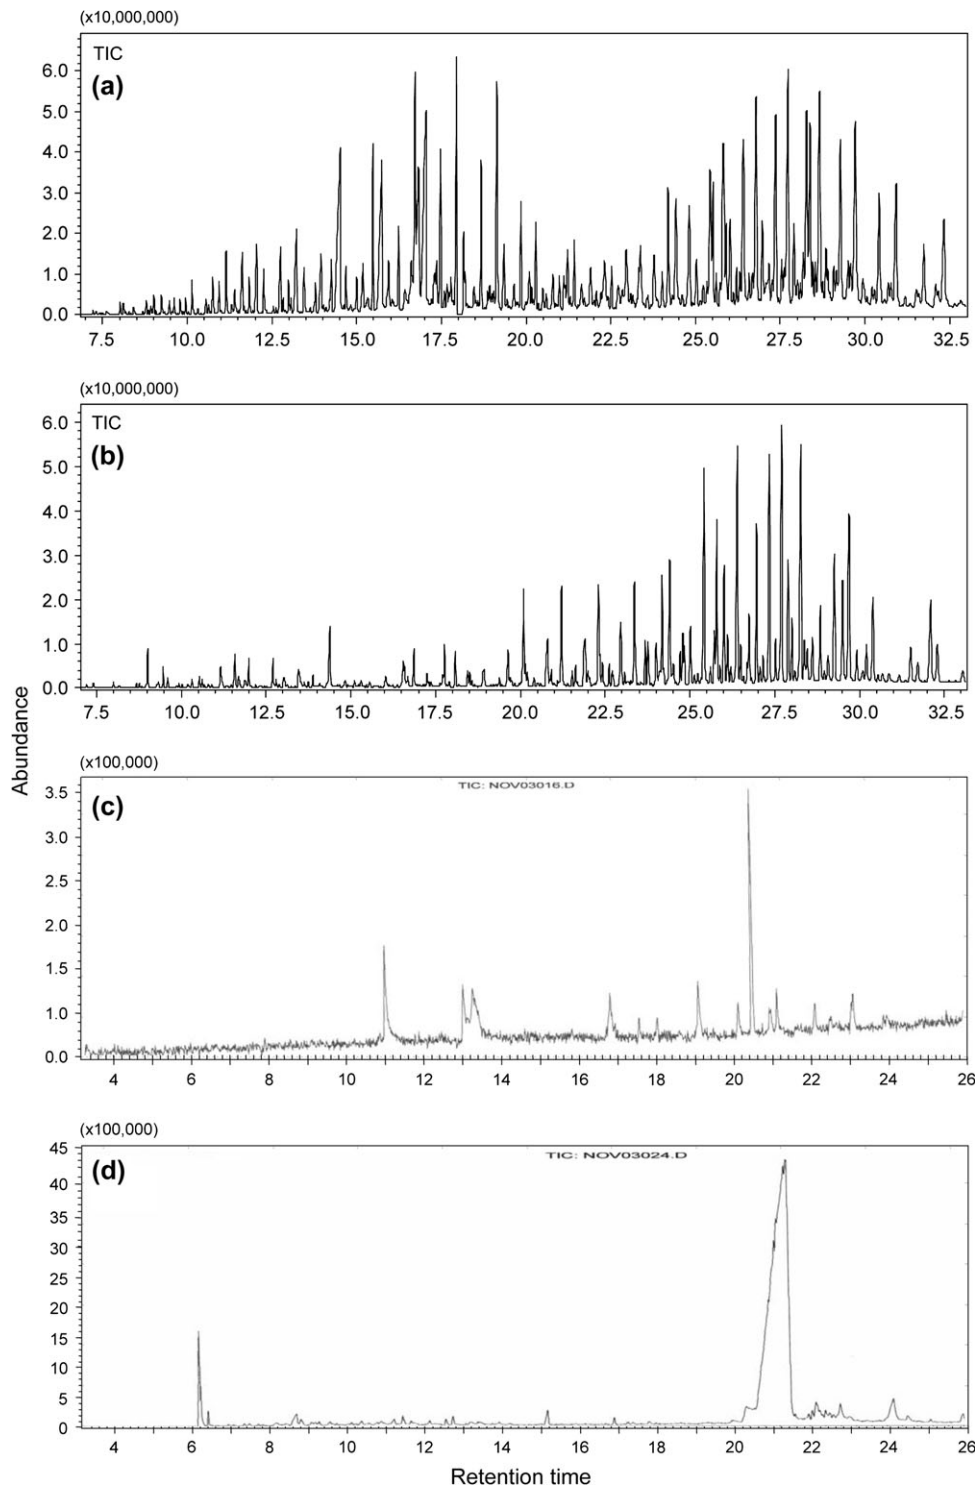 (x10,000,000)
TIC
(a)
6.0
5.0
4.0
3.0
2.0
1.0
0.0
7.5 10.0 12.5 15.0 17.5 20.0 22.5 25.0 27.5 30.0 32.5
(x10,000,000)
TIC
(b)
6.0
5.0
4.0
3.0
2.0
1.0
0.0
7.5 10.0 12.5 15.0 17.5 20.0 22.5 25.0 27.5 30.0 32.5
Abundance
(x100,000)
TIC: NOV03016.D
(c)
3.5
3.0
2.5
2.0
1.5
1.0
0.0
4 6 8 10 12 14 16 18 20 22 24 26
(x100,000)
TIC: NOV03024.D
(d)
45
40
35
30
25
20
15
10
5
0
4 6 8 10 12 14 16 18 20 22 24 26
Retention time